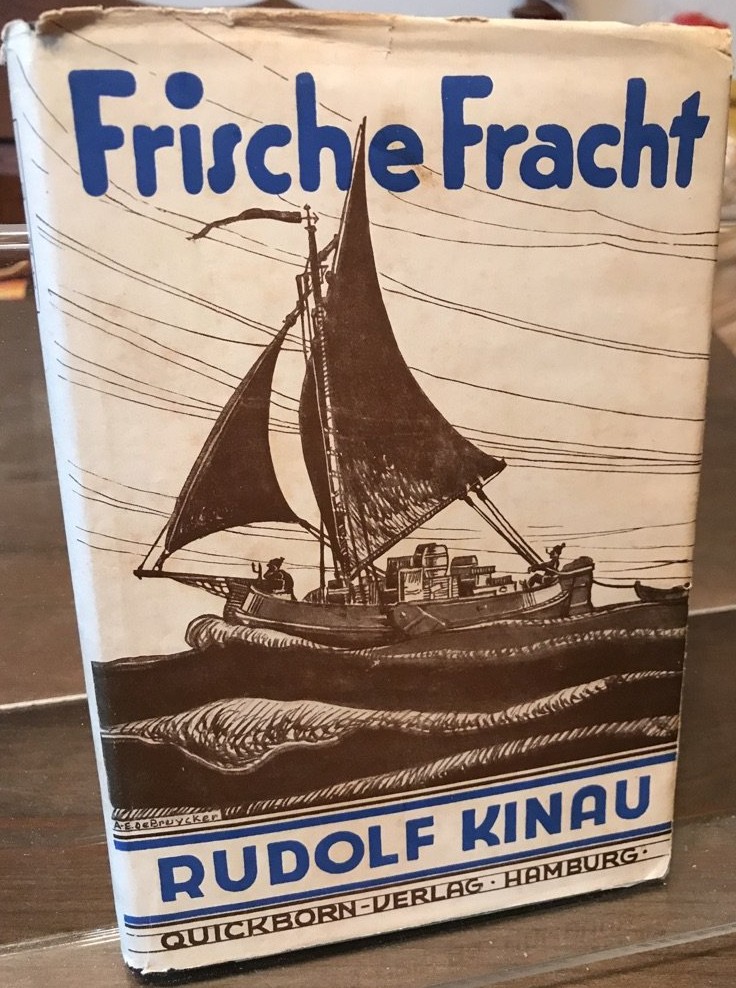 Frische Fracht
A.E. DeBruycker
RUDOLF KINAU
QUICKBORN-VERLAG · HAMBURG ·